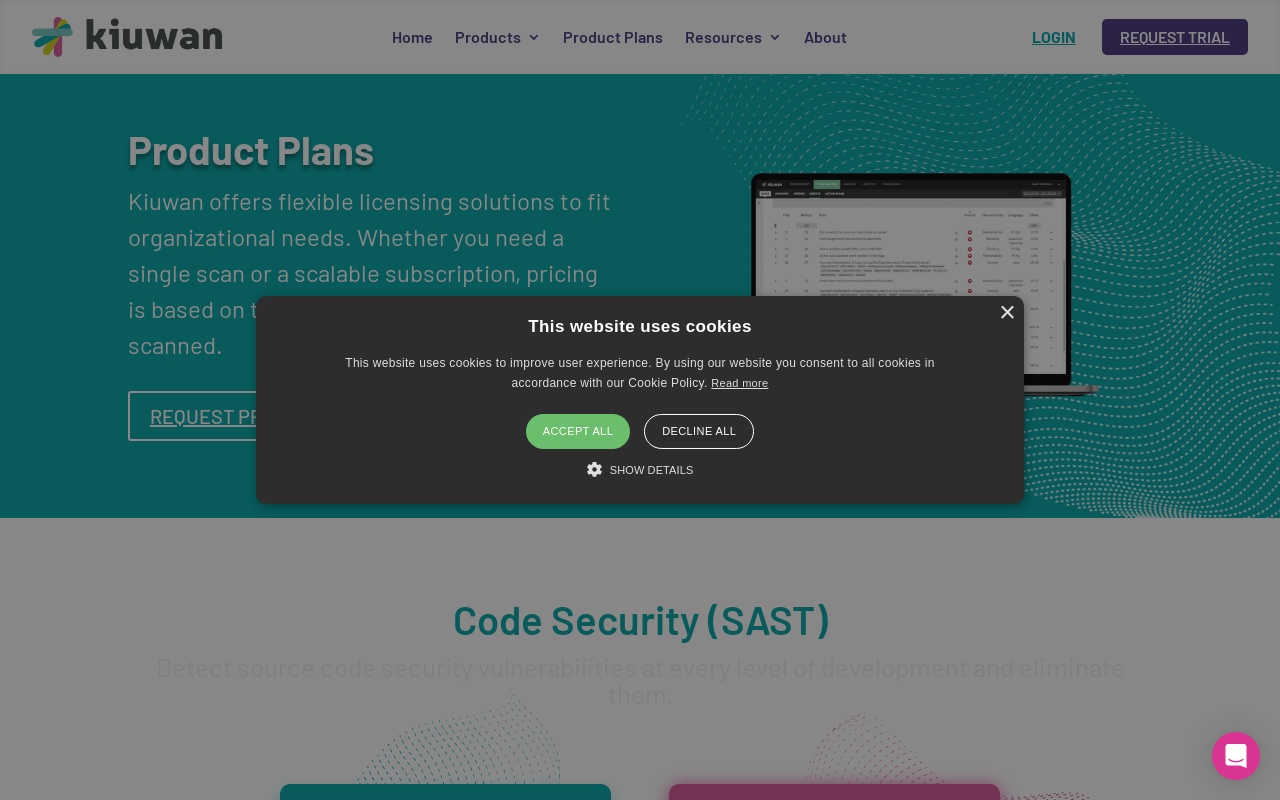 kiuwan
Home
Products
Product Plans
Resources
About
LOGIN
REQUEST TRIAL
Product Plans
Kiuwan offers flexible licensing solutions to fit
organizational needs. Whether you need a
single scan or a scalable subscription, pricing
is based on
scanned.
REQUEST
This website uses cookies
×
This website uses cookies to improve user experience. By using our website you consent to all cookies in
accordance with our Cookie Policy. Read more
ACCEPT ALL
DECLINE ALL
SHOW DETAILS
Code Security (SAST)
Detect source code security vulnerabilities at every level of development and eliminate
them.